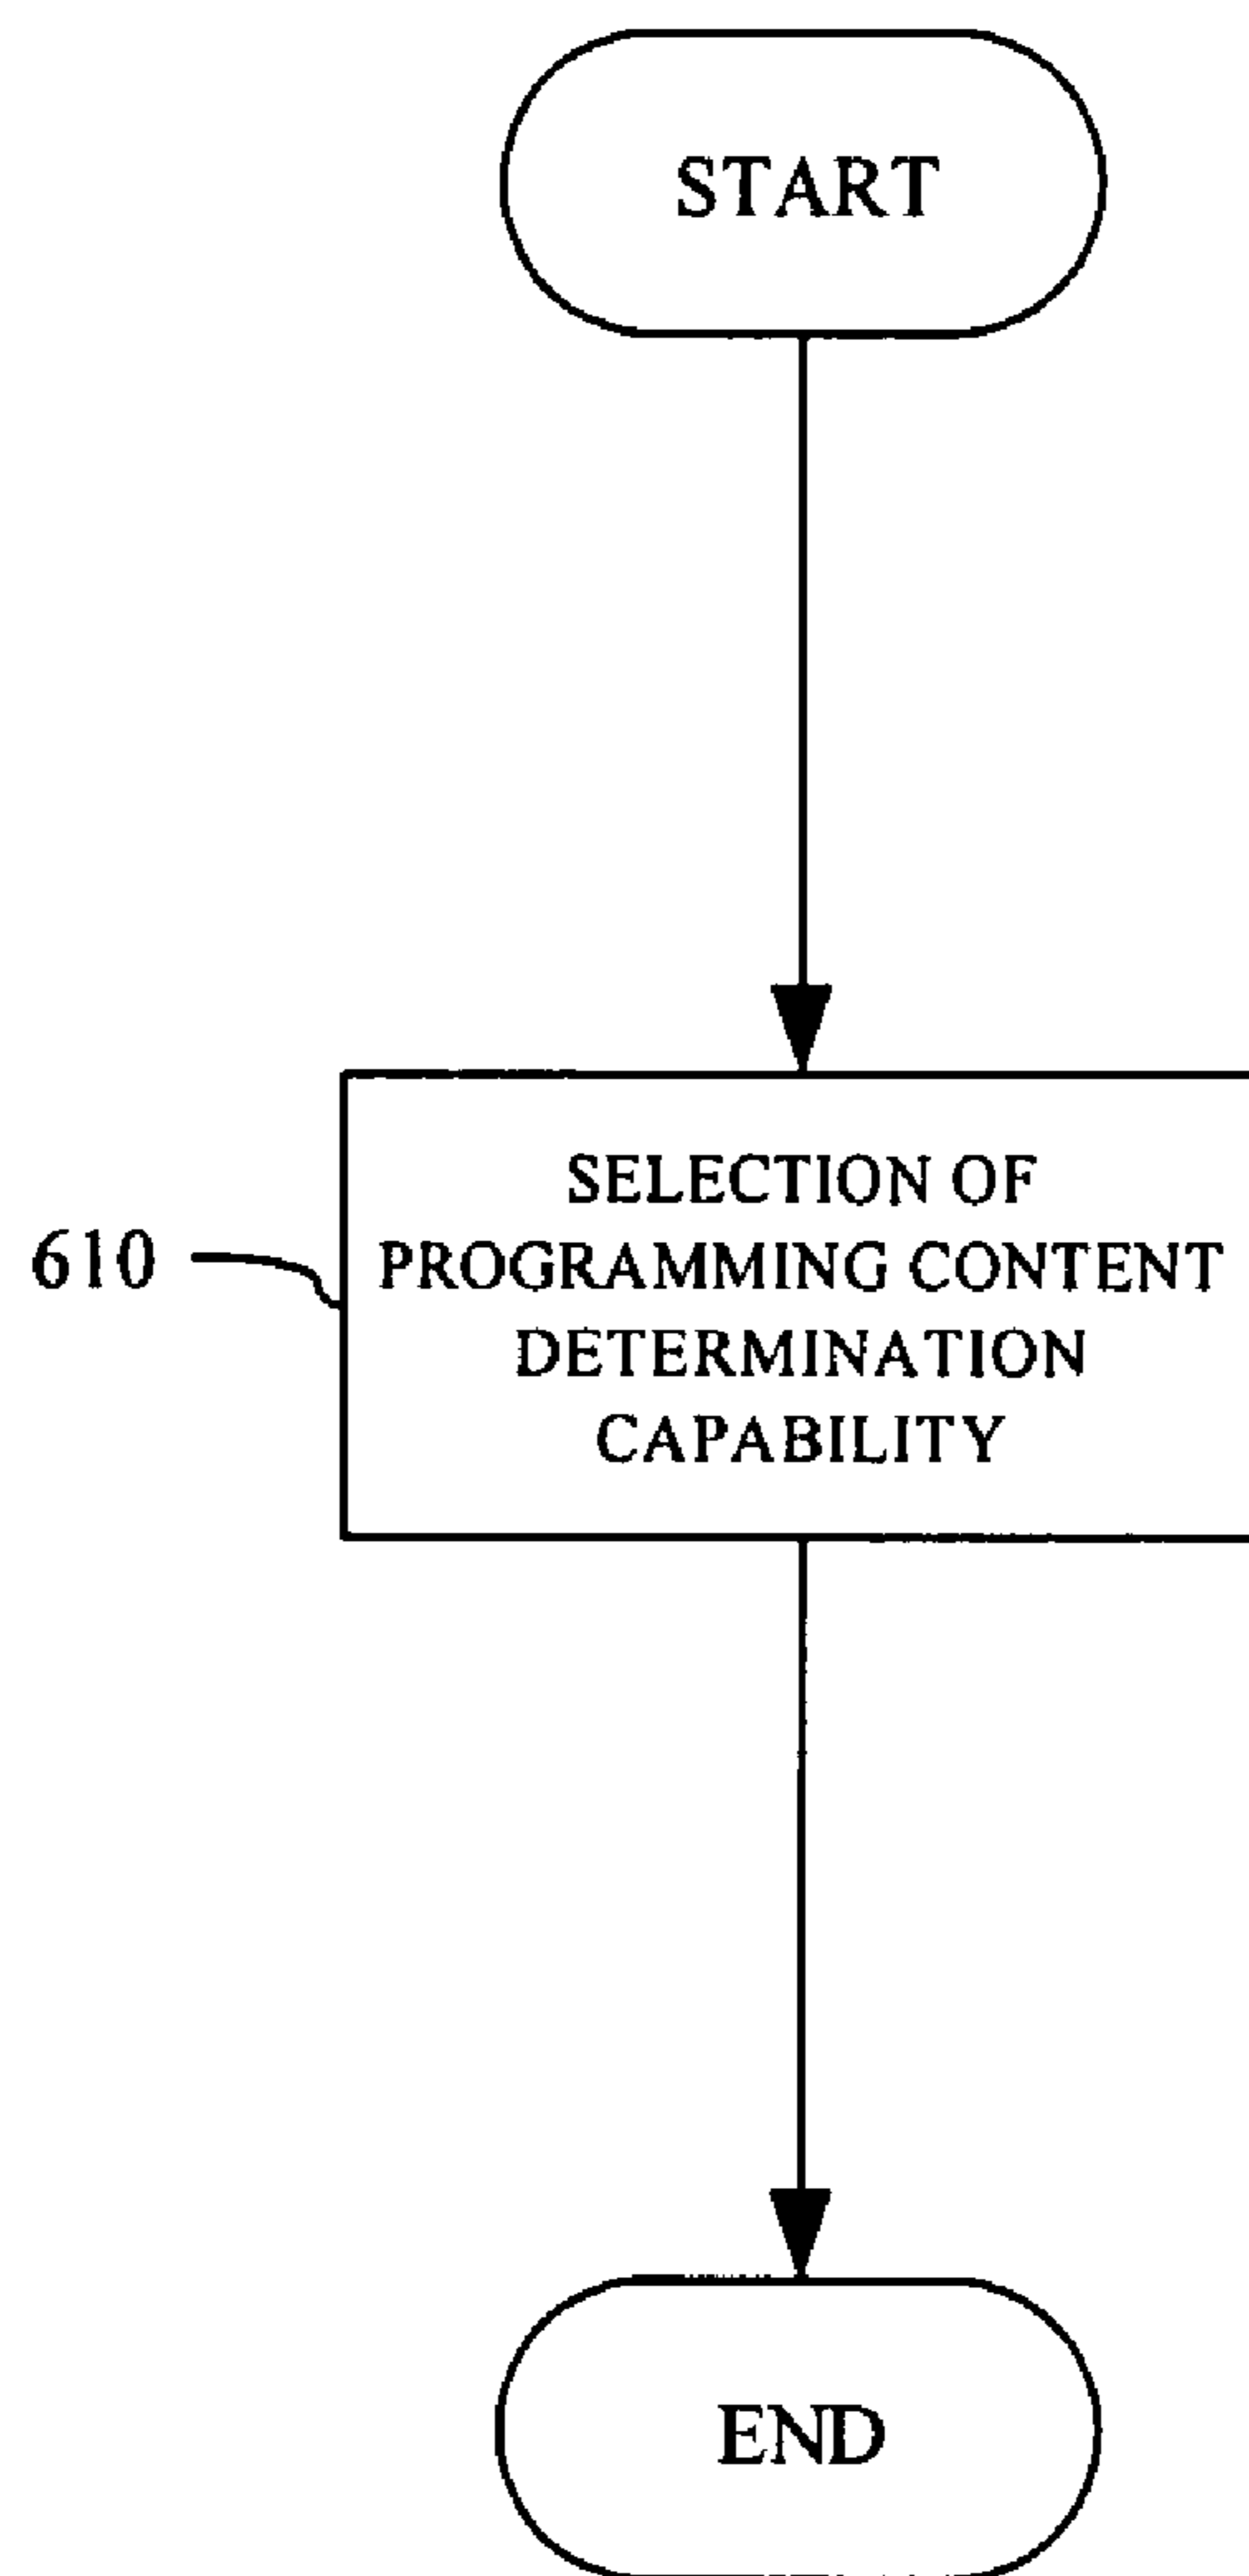 START
SELECTION OF
PROGRAMMING CONTENT
DETERMINATION
CAPABILITY
610
END